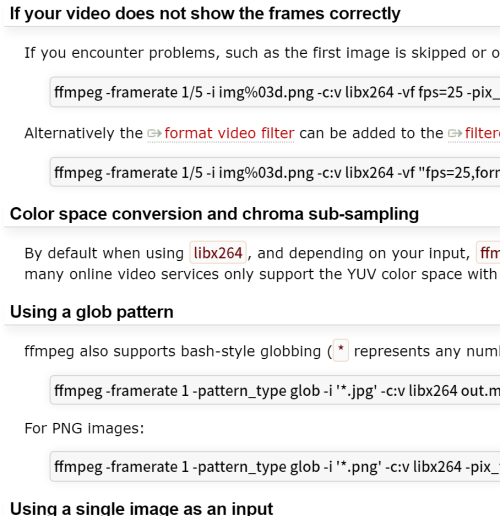 If your video does not show the frames correctly
If you encounter problems, such as the first image is skipped or o
ffmpeg -framerate 1/5 -i img%03d.png -c:v libx264 -vf fps=25 -pix_
Alternatively the format video filter can be added to the filter
ffmpeg -framerate 1/5 -i img%03d.png -c:v libx264 -vf "fps=25,for
Color space conversion and chroma sub-sampling
By default when using libx264, and depending on your input, ffm
many online video services only support the YUV color space with
Using a glob pattern
ffmpeg also supports bash-style globbing (* represents any num
ffmpeg -framerate 1 -pattern_type glob -i '*.jpg' -c:v libx264 out.m
For PNG images:
ffmpeg -framerate 1 -pattern_type glob -i '*.png' -c:v libx264 -pix_
Using a single image as an input